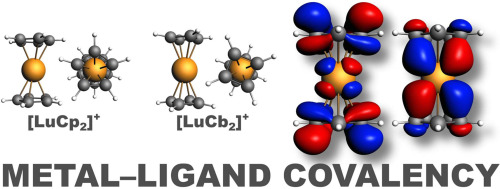 [LuCp₂]⁺ [LuCb₂]⁺
METAL–LIGAND COVALENCY